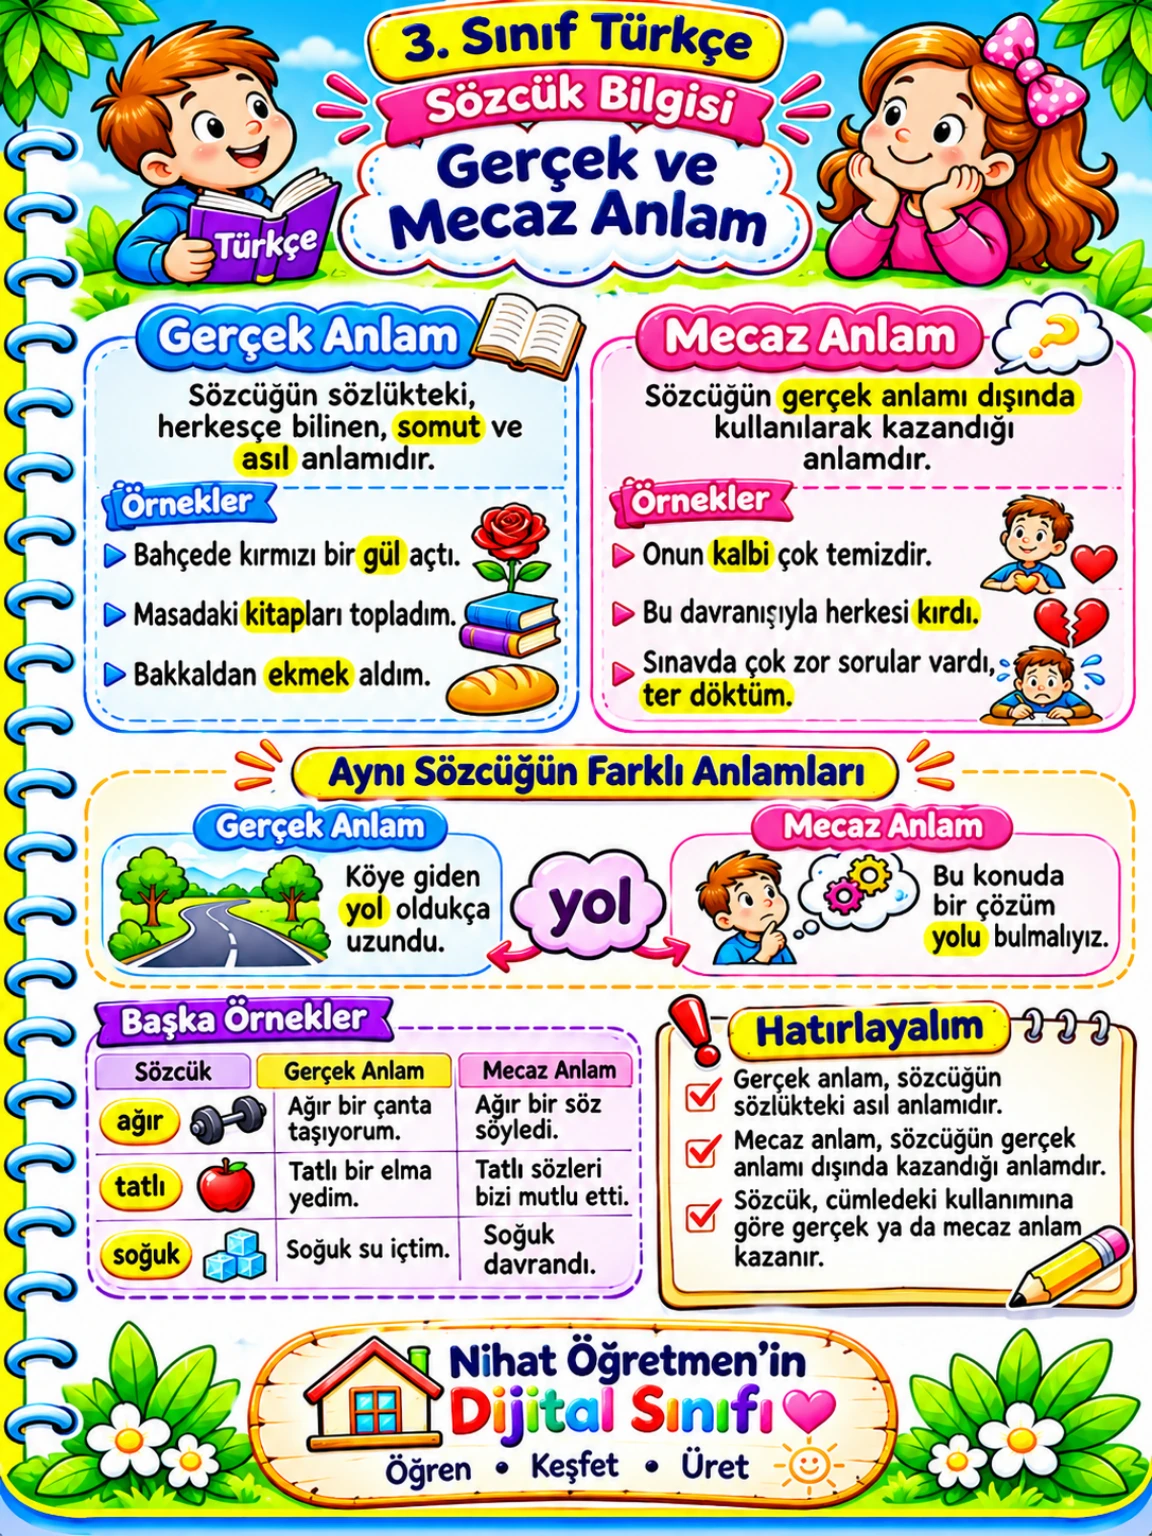 3. Sınıf Türkçe
Sözcük Bilgisi
Gerçek ve
Mecaz Anlam
Türkçe
Gerçek Anlam
Sözcüğün sözlükteki,
herkesçe bilinen, somut ve
asıl anlamıdır.
Örnekler
Bahçede kırmızı bir gül açtı.
Masadaki kitapları topladım.
Bakkaldan ekmek aldım.
Mecaz Anlam
?
Sözcüğün gerçek anlamı dışında
kullanılarak kazandığı
anlamdır.
Örnekler
Onun kalbi çok temizdir.
Bu davranışıyla herkesi kırdı.
Sınavda çok zor sorular vardı,
ter döktüm.
Aynı Sözcüğün Farklı Anlamları
Gerçek Anlam
Köye giden
yol oldukça
uzundu.
yol
Mecaz Anlam
Bu konuda
bir çözüm
yolu bulmalıyız.
Başka Örnekler
Sözcük Gerçek Anlam Mecaz Anlam
ağır Ağır bir çanta Ağır bir söz
taşıyorum. söyledi.
tatlı Tatlı bir elma Tatlı sözleri
yedim. bizi mutlu etti.
soğuk Soğuk su içtim. Soğuk
davrandı.
Hatırlayalım
Gerçek anlam, sözcüğün
sözlükteki asıl anlamıdır.
Mecaz anlam, sözcüğün gerçek
anlamı dışında kazandığı anlamdır.
Sözcük, cümledeki kullanımına
göre gerçek ya da mecaz anlam
kazanır.
Nihat Öğretmen'in
Dijital Sınıfı
Öğren • Keşfet • Üret